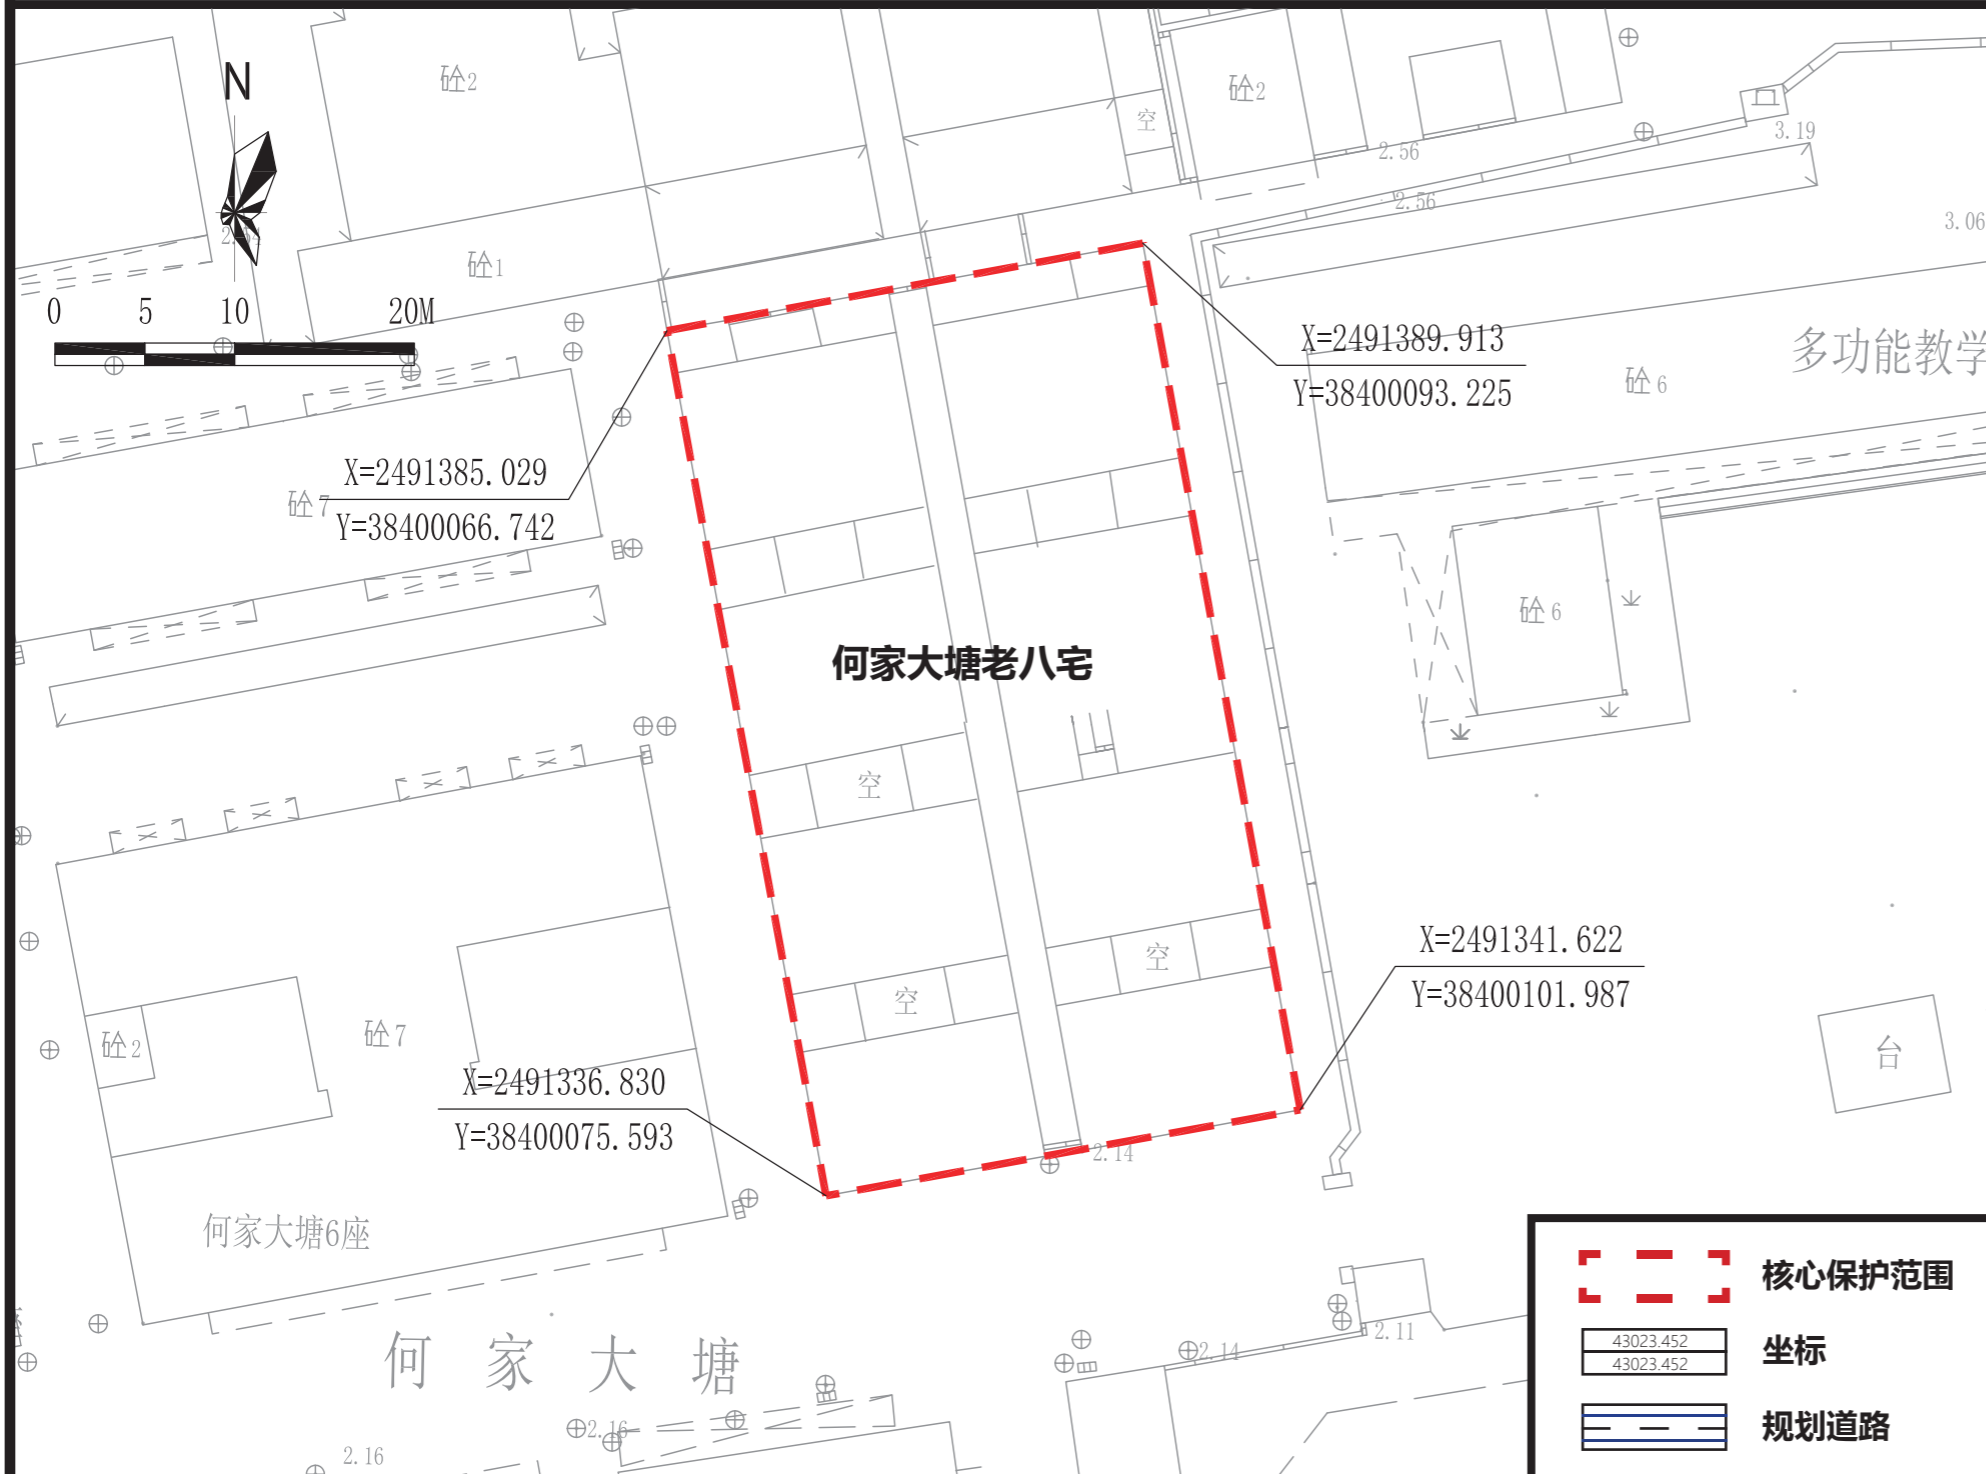 砼2
砼2
空
N
3.19
2.56
2.56
3.06
砼1
0 5 10 20M
X=2491389.913
Y=38400093.225
多功能教学
砼6
X=2491385.029
Y=38400066.742
砼7
砼6
何家大塘老八宅
空
空
空
X=2491341.622
Y=38400101.987
砼2
砼7
台
X=2491336.830
Y=38400075.593
2.14
何家大塘6座
核心保护范围
43023.452
43023.452
坐标
规划道路
何家大塘
2.11
2.14
2.16
2.16